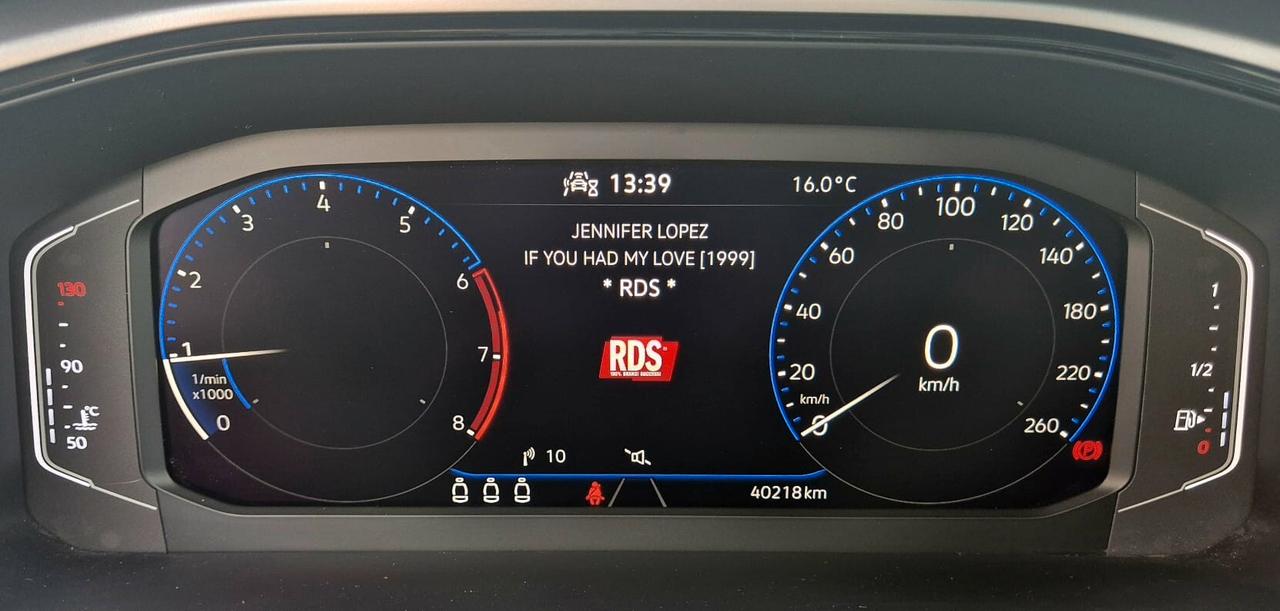 13:39
16.0°C
JENNIFER LOPEZ
IF YOU HAD MY LOVE [1999]
* RDS *
RDS
130
90
°C
50
0
1
2
3
4
5
6
7
8
1/min
x1000
0
20
40
60
80
100
120
140
180
220
260
km/h
0
km/h
1
1/2
0
(P)
10
40218km